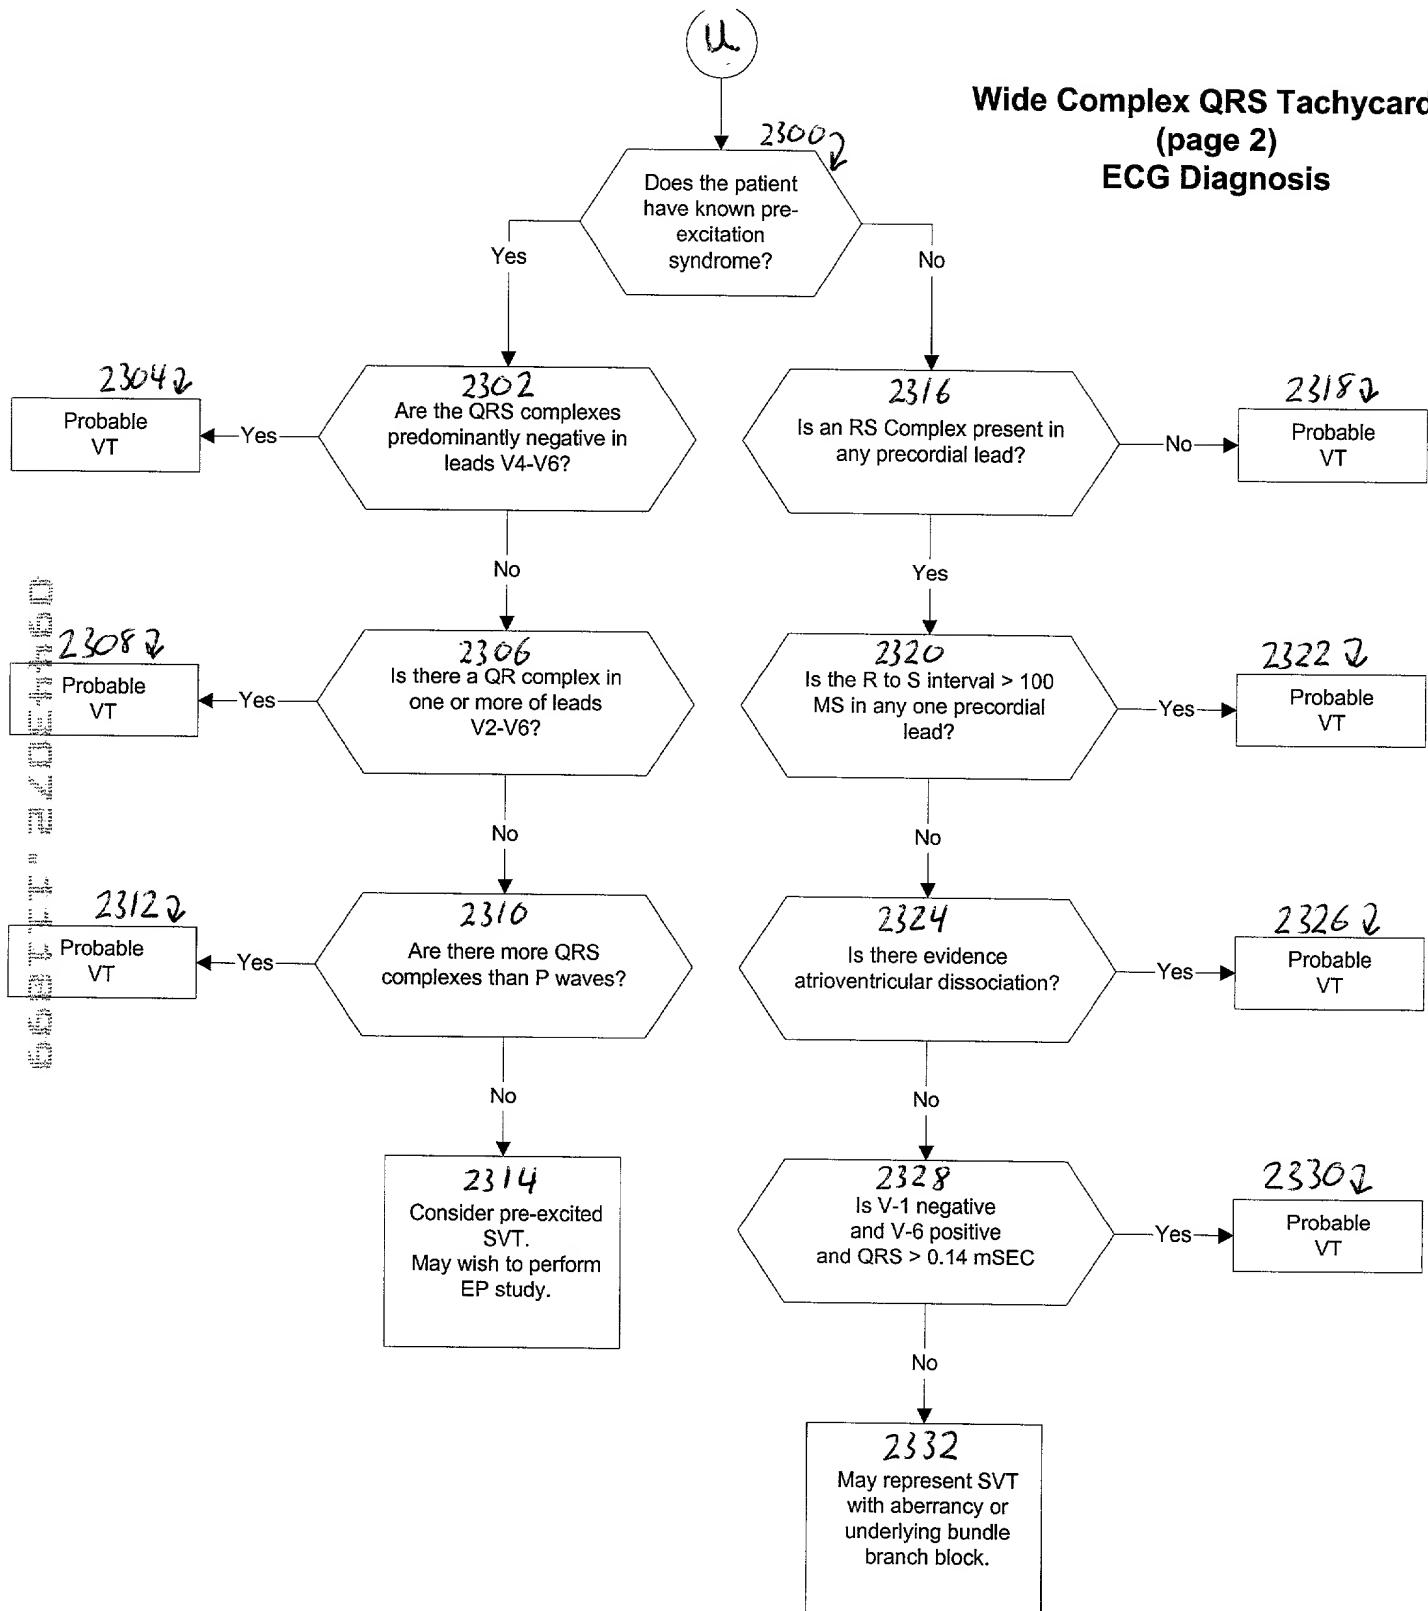 U
Wide Complex QRS Tachycard
(page 2)
ECG Diagnosis
2300
Does the patient
have known pre-
excitation
syndrome?
Yes
No
2304
Probable
VT
Yes
2302
Are the QRS complexes
predominantly negative in
leads V4-V6?
2316
Is an RS Complex present in
any precordial lead?
No
2318
Probable
VT
No
Yes
2308
Probable
VT
Yes
2306
Is there a QR complex in
one or more of leads
V2-V6?
2320
Is the R to S interval > 100
MS in any one precordial
lead?
Yes
2322
Probable
VT
No
No
2312
Probable
VT
Yes
2310
Are there more QRS
complexes than P waves?
2324
Is there evidence
atrioventricular dissociation?
Yes
2326
Probable
VT
No
No
2314
Consider pre-excited
SVT.
May wish to perform
EP study.
2328
Is V-1 negative
and V-6 positive
and QRS > 0.14 mSEC
Yes
2330
Probable
VT
No
2332
May represent SVT
with aberrancy or
underlying bundle
branch block.